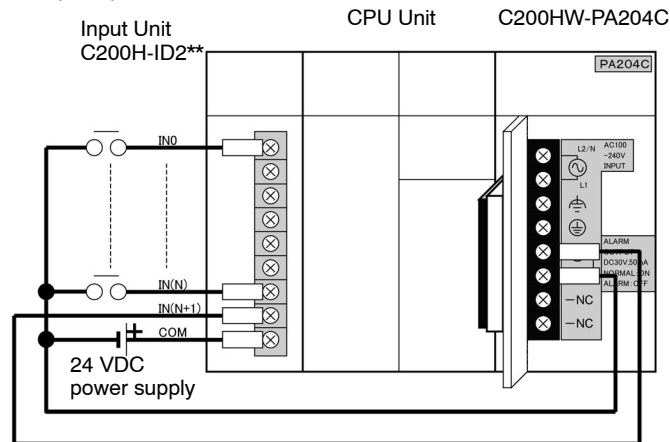 Input Unit
C200H-ID2**
CPU Unit
C200HW-PA204C
PA204C
IN0
L2/N
AC100
-240V
INPUT
L1
ALARM
DC30V,50mA
NORMAL:ON
ALARM:OFF
IN(N)
IN(N+1)
COM
-NC
-NC
24 VDC
power supply